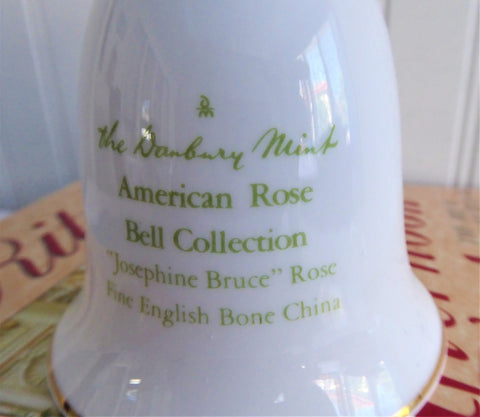 the Danbury Mint
American Rose
Bell Collection
"Josephine Bruce" Rose
Fine English Bone China